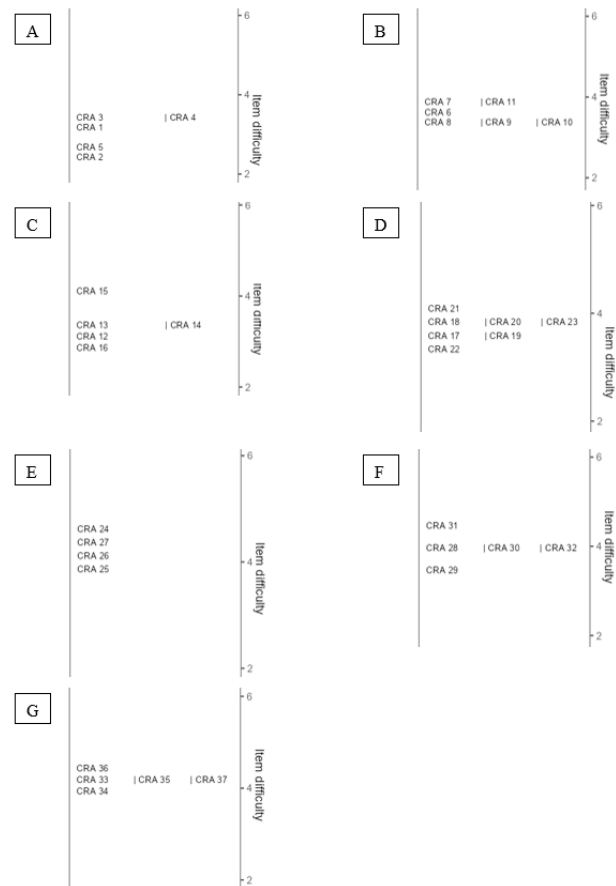 A
6
CRA 3 | CRA 4
4
CRA 1
CRA 5
CRA 2
2
Item difficulty
B
6
CRA 7 | CRA 11
4
CRA 6
CRA 8 | CRA 9 | CRA 10
2
Item difficulty
C
6
CRA 15
4
CRA 13 | CRA 14
CRA 12
CRA 16
2
Item difficulty
D
6
CRA 21
4
CRA 18 | CRA 20 | CRA 23
CRA 17 | CRA 19
CRA 22
2
Item difficulty
E
6
CRA 24
CRA 27
CRA 26
4
CRA 25
2
Item difficulty
F
6
CRA 31
CRA 28 | CRA 30 | CRA 32
4
CRA 29
2
Item difficulty
G
6
CRA 36
CRA 33 | CRA 35 | CRA 37
CRA 34
4
2
Item difficulty